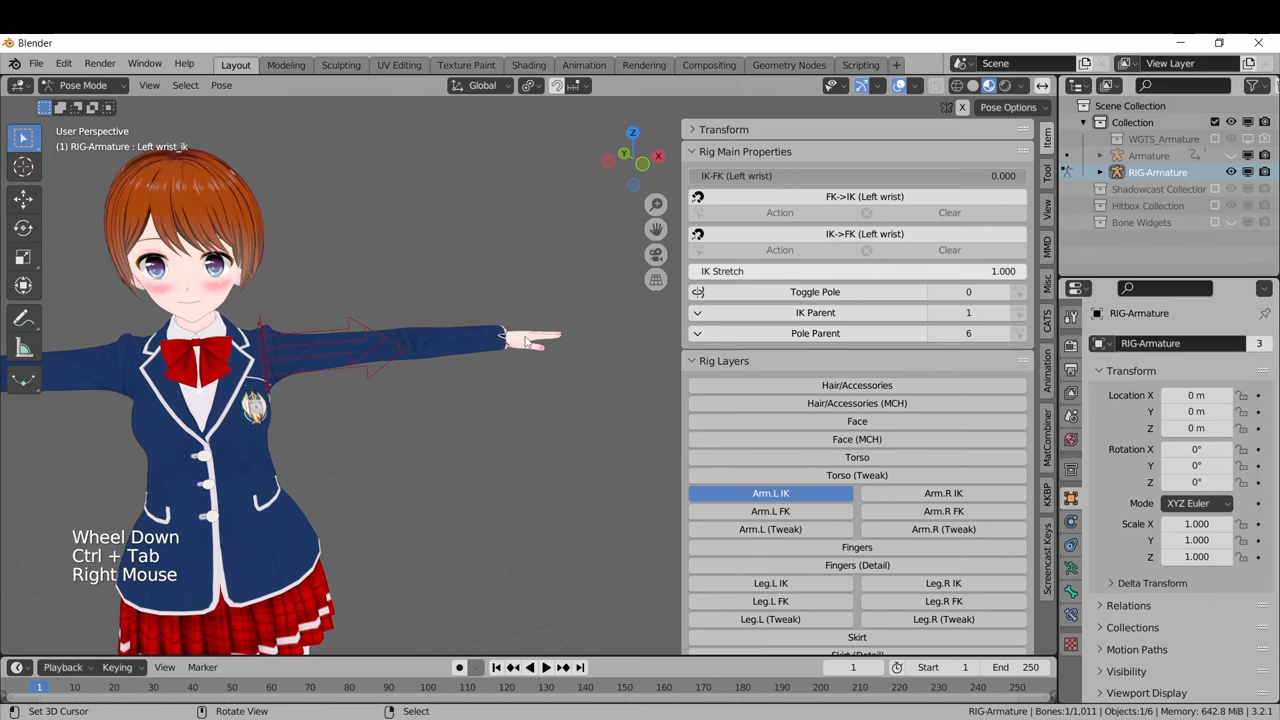 Blender
File Edit Render Window Help Layout Modeling Sculpting UV Editing Texture Paint Shading Animation Rendering Compositing Geometry Nodes Scripting + Scene View Layer
Pose Mode View Select Pose Global
X Pose Options
User Perspective
(1) RIG-Armature : Left wrist_ik
Z
Y
X
Transform
Rig Main Properties
IK-FK (Left wrist) 0.000
FK->IK (Left wrist)
Action Clear
IK->FK (Left wrist)
Action Clear
IK Stretch 1.000
Toggle Pole 0
IK Parent 1
Pole Parent 6
Rig Layers
Hair/Accessories
Hair/Accessories (MCH)
Face
Face (MCH)
Torso
Torso (Tweak)
Arm.L IK Arm.R IK
Arm.L FK Arm.R FK
Arm.L (Tweak) Arm.R (Tweak)
Fingers
Fingers (Detail)
Leg.L IK Leg.R IK
Leg.L FK Leg.R FK
Leg.L (Tweak) Leg.R (Tweak)
Skirt
Skirt (Detail)
Item
Tool
View
MMD
Misc
CATS
Animation
MatCombiner
KKBP
Screencast Keys
Scene Collection
Collection
WGTS_Armature
Armature
RIG-Armature
Shadowcast Collection
Hitbox Collection
Bone Widgets
RIG-Armature
RIG-Armature 3
Transform
Location X 0 m
Y 0 m
Z 0 m
Rotation X 0°
Y 0°
Z 0°
Mode XYZ Euler
Scale X 1.000
Y 1.000
Z 1.000
Delta Transform
Relations
Collections
Motion Paths
Visibility
Viewport Display
Wheel Down
Ctrl + Tab
Right Mouse
Playback Keying View Marker 1 Start 1 End 250
1 10 20 30 40 50 60 70 80 90 100 110 120 130 140 150 160 170 180 190 200 210 220 230 240 250
Set 3D Cursor Rotate View Select RIG-Armature | Bones:1/1,011 | Objects:1/6 | Memory: 642.8 MiB | 3.2.1